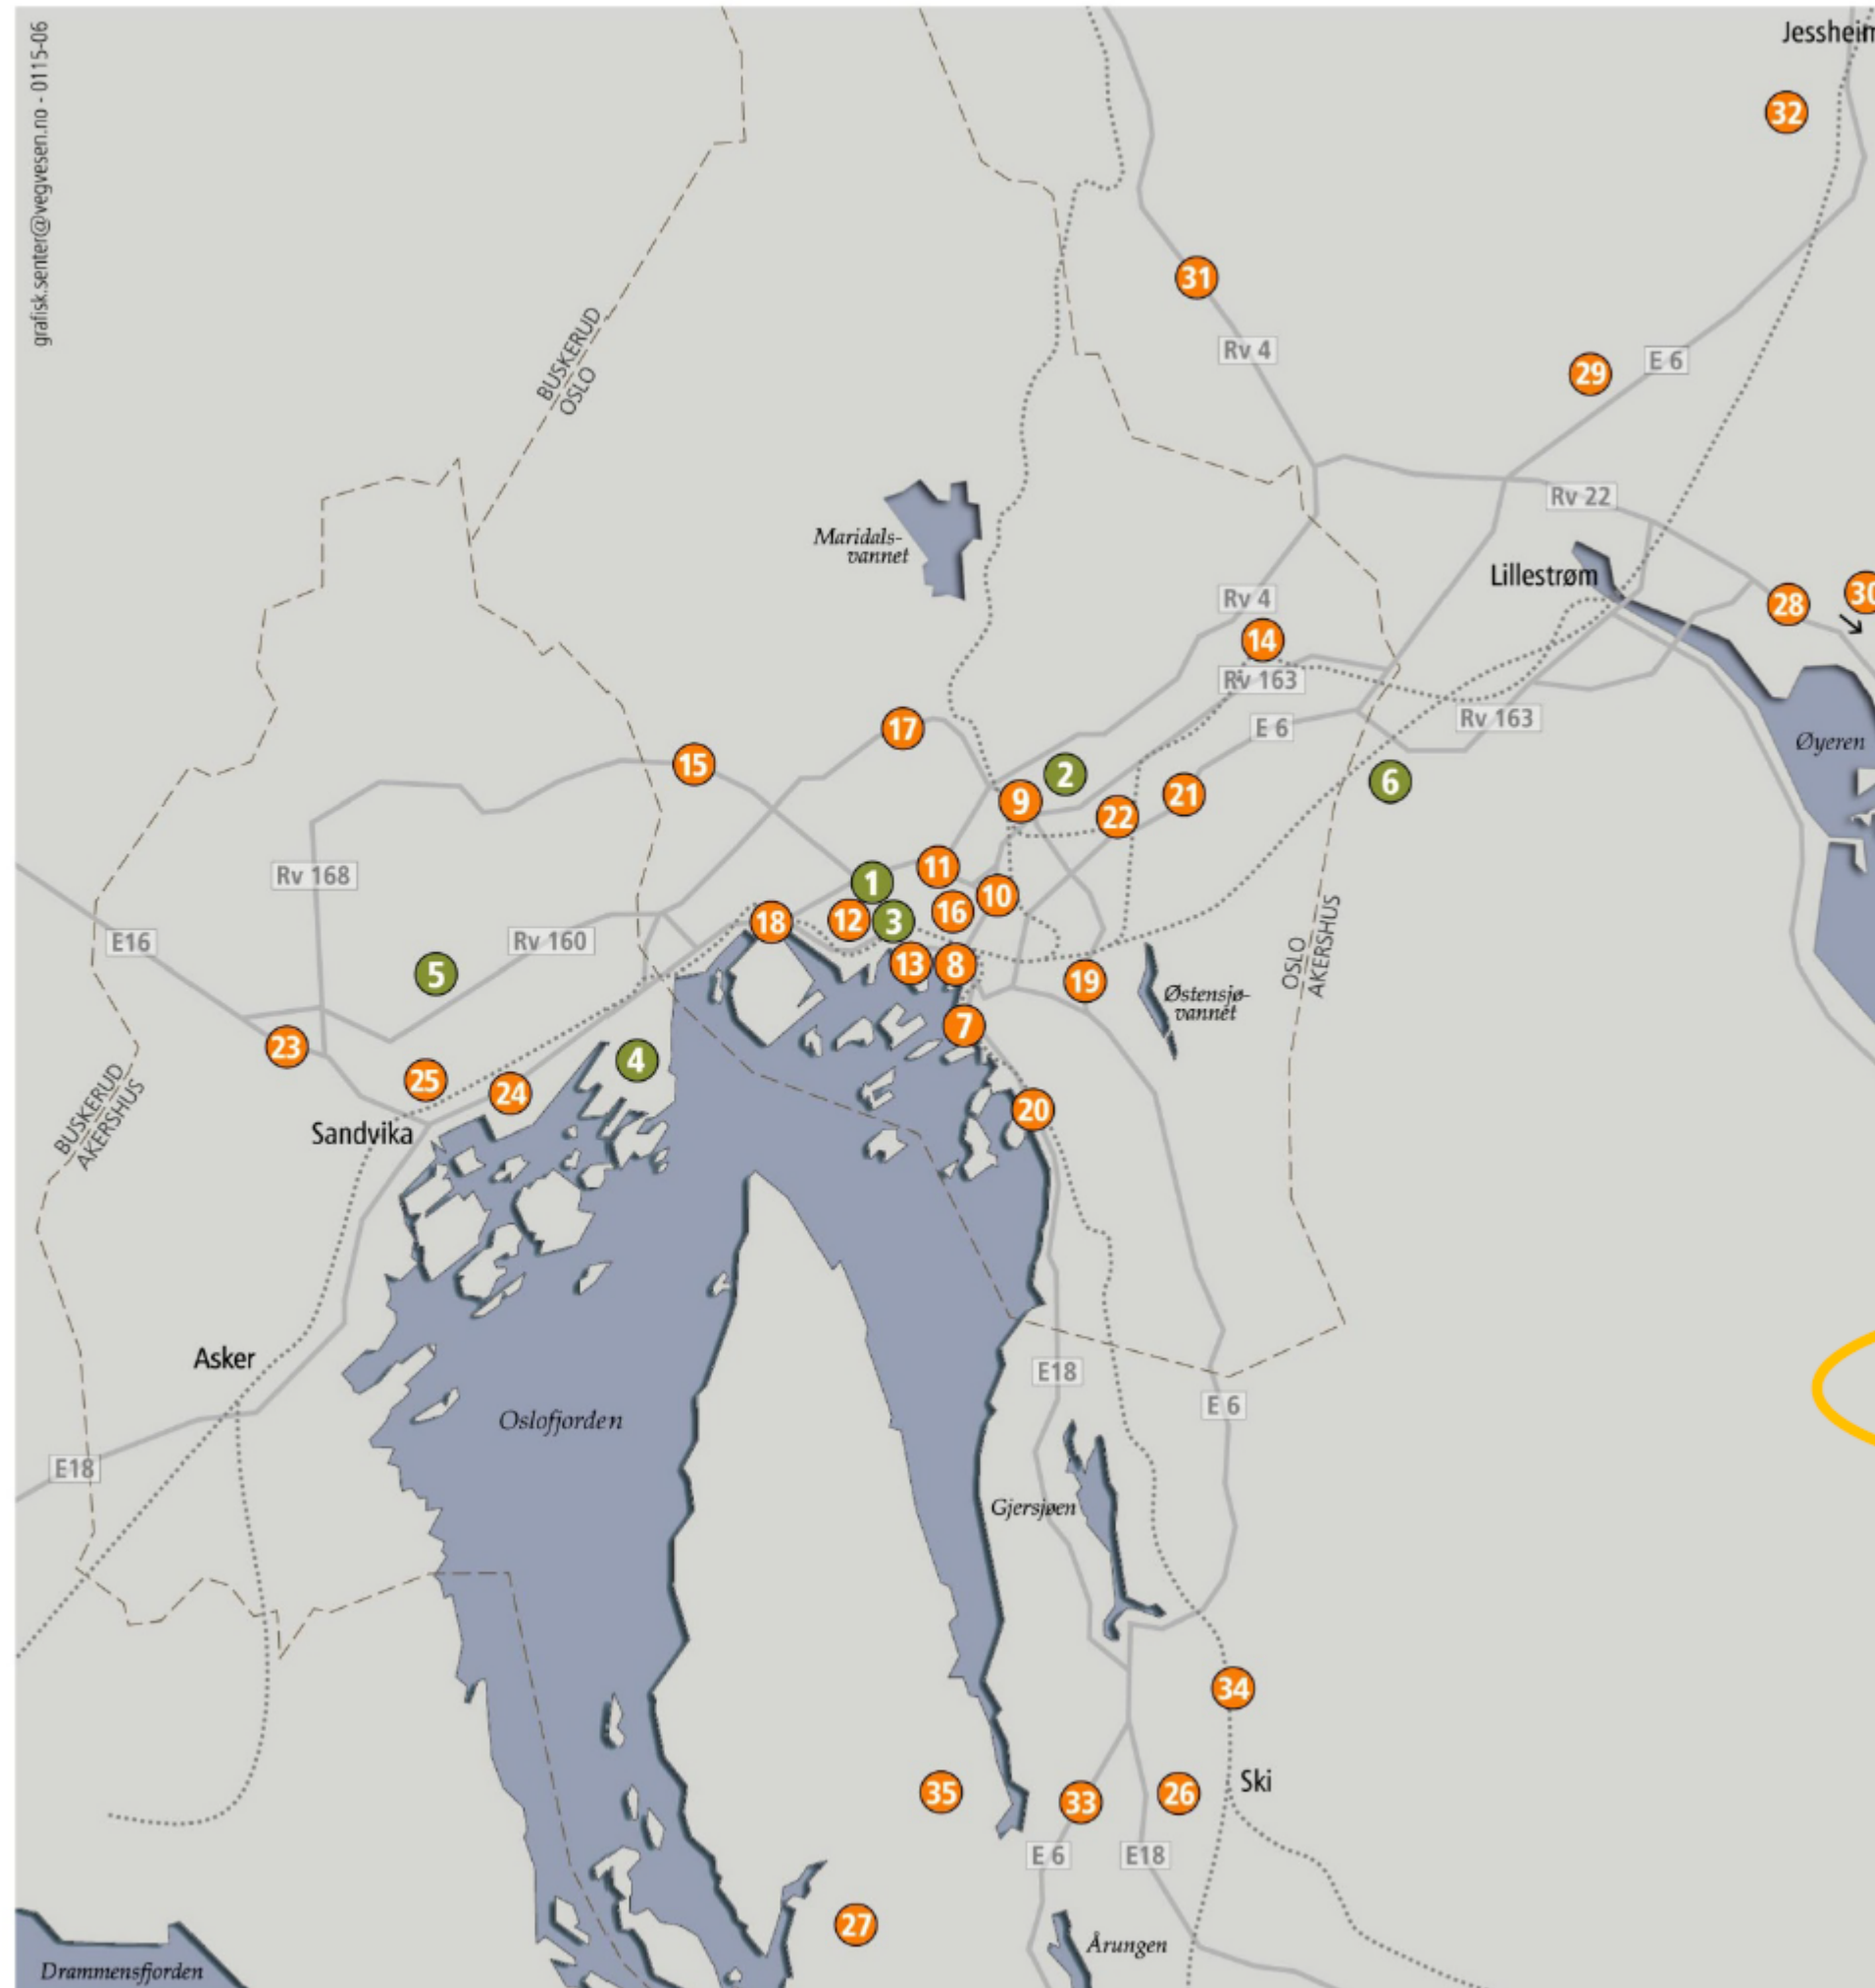 grafisk.senter@vegvesen.no - 0115-06
Jessheim
32
31
BUSKERUD
OSLO
Rv 4
29
E 6
Rv 22
Maridals-
vannet
Lillestrøm
Rv 4
28
30
14
Rv 163
17
E 6
Rv 163
Øyeren
15
2
9
21
6
22
Rv 168
11
1
10
16
12
3
18
E16
Rv 160
OSLO
AKERSHUS
5
13
8
19
Østensjø-
vannet
7
23
4
25
24
20
BUSKERUD
AKERSHUS
Sandvika
Asker
E18
E 6
Oslofjorden
E18
Gjersjøen
34
35
33
26
Ski
E 6
E18
27
Årungen
Drammensfjorden